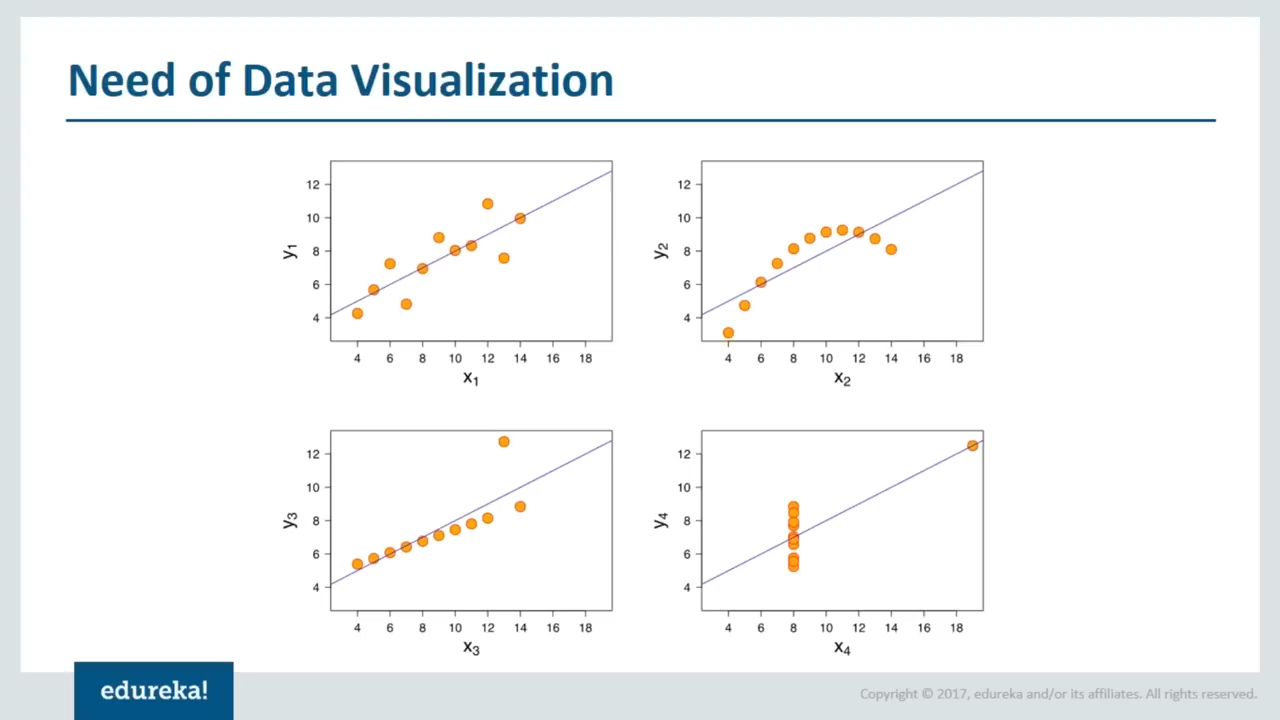 Need of Data Visualization
12
10
8
6
4
y₁
4 6 8 10 12 14 16 18
x₁
12
10
8
6
4
y₂
4 6 8 10 12 14 16 18
x₂
12
10
8
6
4
y₃
4 6 8 10 12 14 16 18
x₃
12
10
8
6
4
y₄
4 6 8 10 12 14 16 18
x₄
edureka!
Copyright © 2017, edureka and/or its affiliates. All rights reserved.